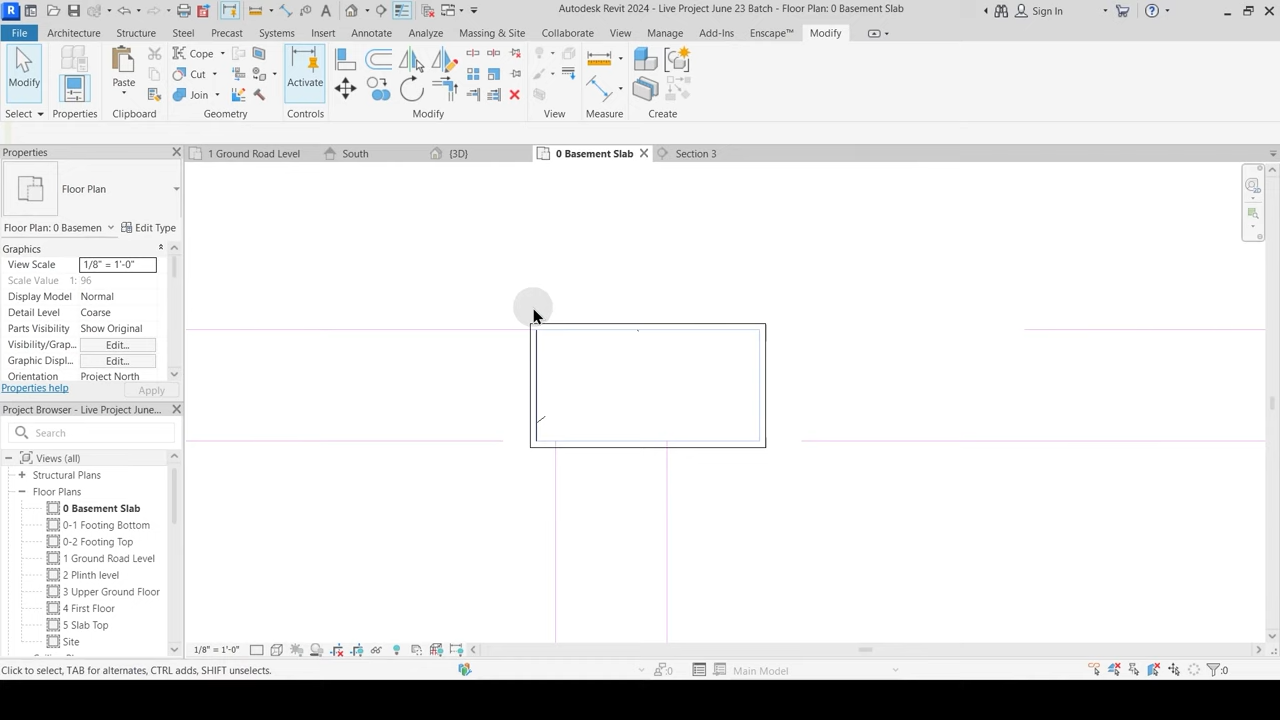 Autodesk Revit 2024 - Live Project June 23 Batch - Floor Plan: 0 Basement Slab
Sign In
File Architecture Structure Steel Precast Systems Insert Annotate Analyze Massing & Site Collaborate View Manage Add-Ins Enscape™ Modify
Modify
Paste
Cope
Cut
Join
Activate
Select Properties Clipboard Geometry Controls Modify View Measure Create
Properties
1 Ground Road Level
South
{3D}
0 Basement Slab
Section 3
Floor Plan
Floor Plan: 0 Basemen
Edit Type
Graphics
View Scale 1/8" = 1'-0"
Scale Value 1: 96
Display Model Normal
Detail Level Coarse
Parts Visibility Show Original
Visibility/Grap... Edit...
Graphic Displ... Edit...
Orientation Project North
Properties help
Apply
Project Browser - Live Project June...
Search
Views (all)
Structural Plans
Floor Plans
0 Basement Slab
0-1 Footing Bottom
0-2 Footing Top
1 Ground Road Level
2 Plinth level
3 Upper Ground Floor
4 First Floor
5 Slab Top
Site
1/8" = 1'-0"
Click to select, TAB for alternates, CTRL adds, SHIFT unselects.
:0
Main Model
:0